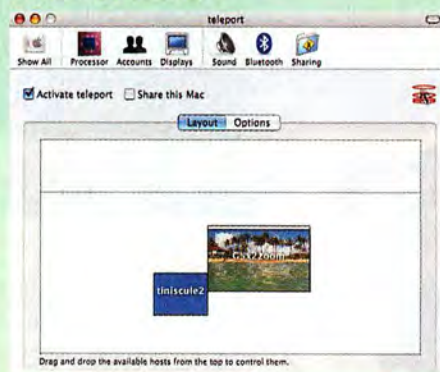 teleport
Show All Processor Accounts Displays Sound Bluetooth Sharing
Activate teleport Share this Mac
Layout Options
tiniscule2
Drag and drop the available hosts from the top to control them.